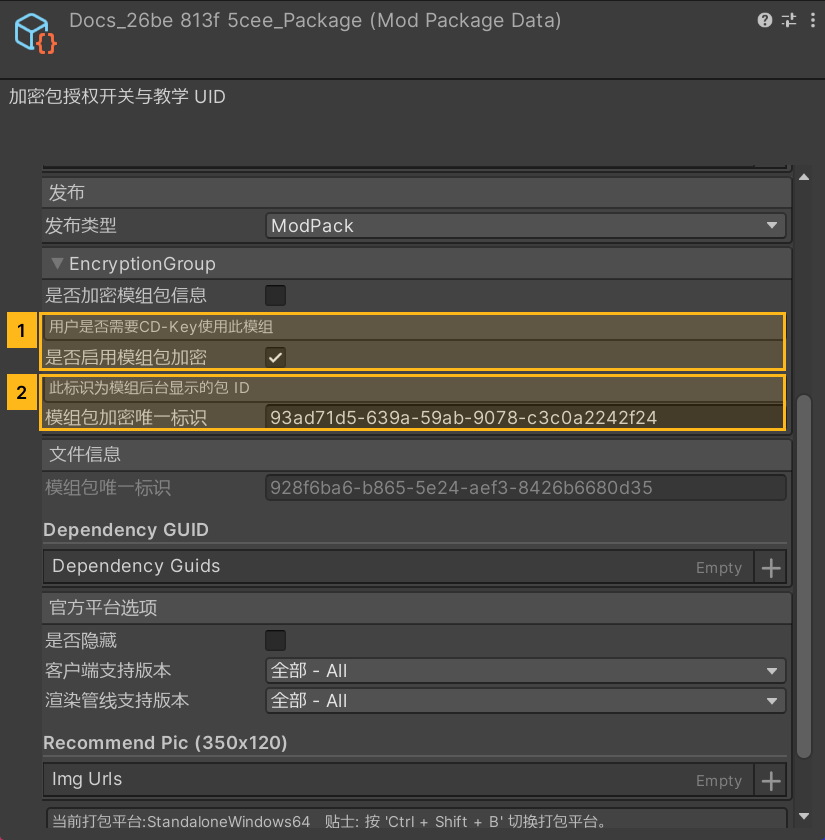 Docs_26be 813f 5cee_Package (Mod Package Data)
加密包授权开关与教学 UID
发布
发布类型 ModPack
EncryptionGroup
是否加密模组包信息
1 用户是否需要CD-Key使用此模组
是否启用模组包加密
2 此标识为模组后台显示的包 ID
模组包加密唯一标识 93ad71d5-639a-59ab-9078-c3c0a2242f24
文件信息
模组包唯一标识 928f6ba6-b865-5e24-aef3-8426b6680d35
Dependency GUID
Dependency Guids Empty
官方平台选项
是否隐藏
客户端支持版本 全部 - All
渲染管线支持版本 全部 - All
Recommend Pic (350x120)
Img Urls Empty
当前打包平台:StandaloneWindows64 贴士: 按 'Ctrl + Shift + B' 切换打包平台。